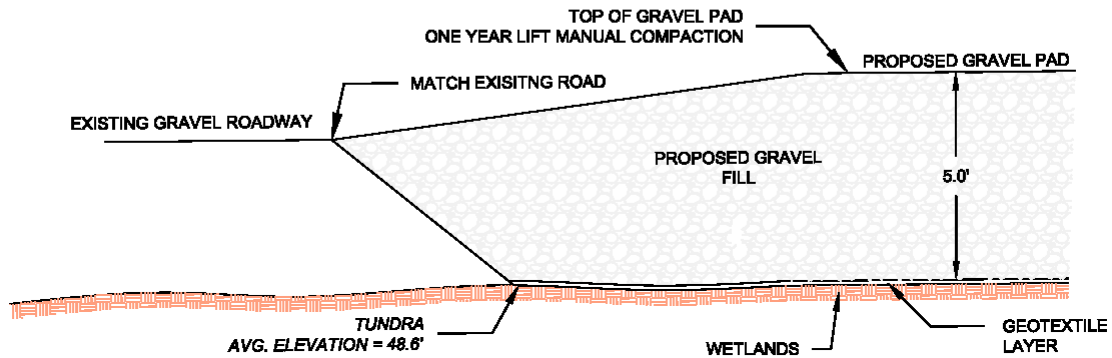 TOP OF GRAVEL PAD
ONE YEAR LIFT MANUAL COMPACTION
PROPOSED GRAVEL PAD
MATCH EXISITNG ROAD
EXISTING GRAVEL ROADWAY
PROPOSED GRAVEL
FILL
5.0'
TUNDRA
AVG. ELEVATION = 48.6'
WETLANDS
GEOTEXTILE
LAYER